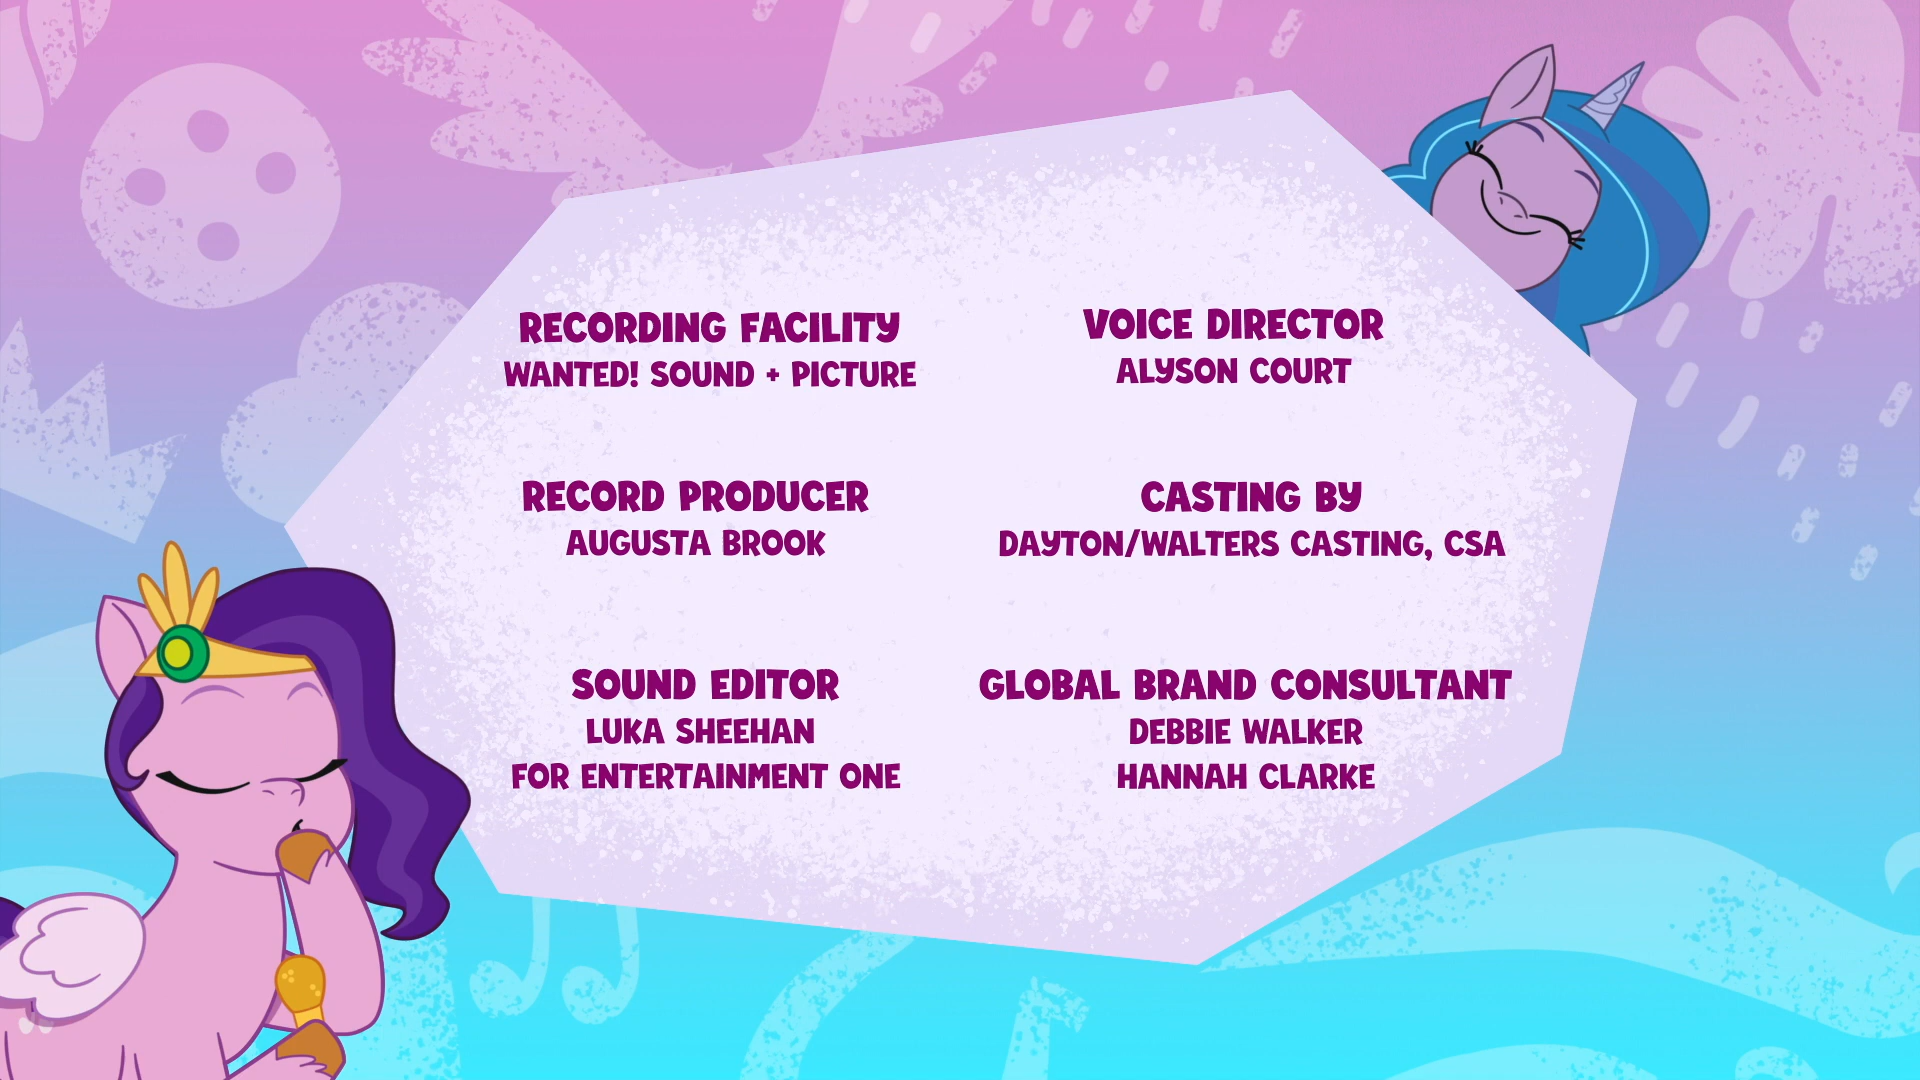 RECORDING FACILITY
WANTED! SOUND + PICTURE
VOICE DIRECTOR
ALYSON COURT
RECORD PRODUCER
AUGUSTA BROOK
CASTING BY
DAYTON/WALTERS CASTING, CSA
SOUND EDITOR
LUKA SHEEHAN
FOR ENTERTAINMENT ONE
GLOBAL BRAND CONSULTANT
DEBBIE WALKER
HANNAH CLARKE